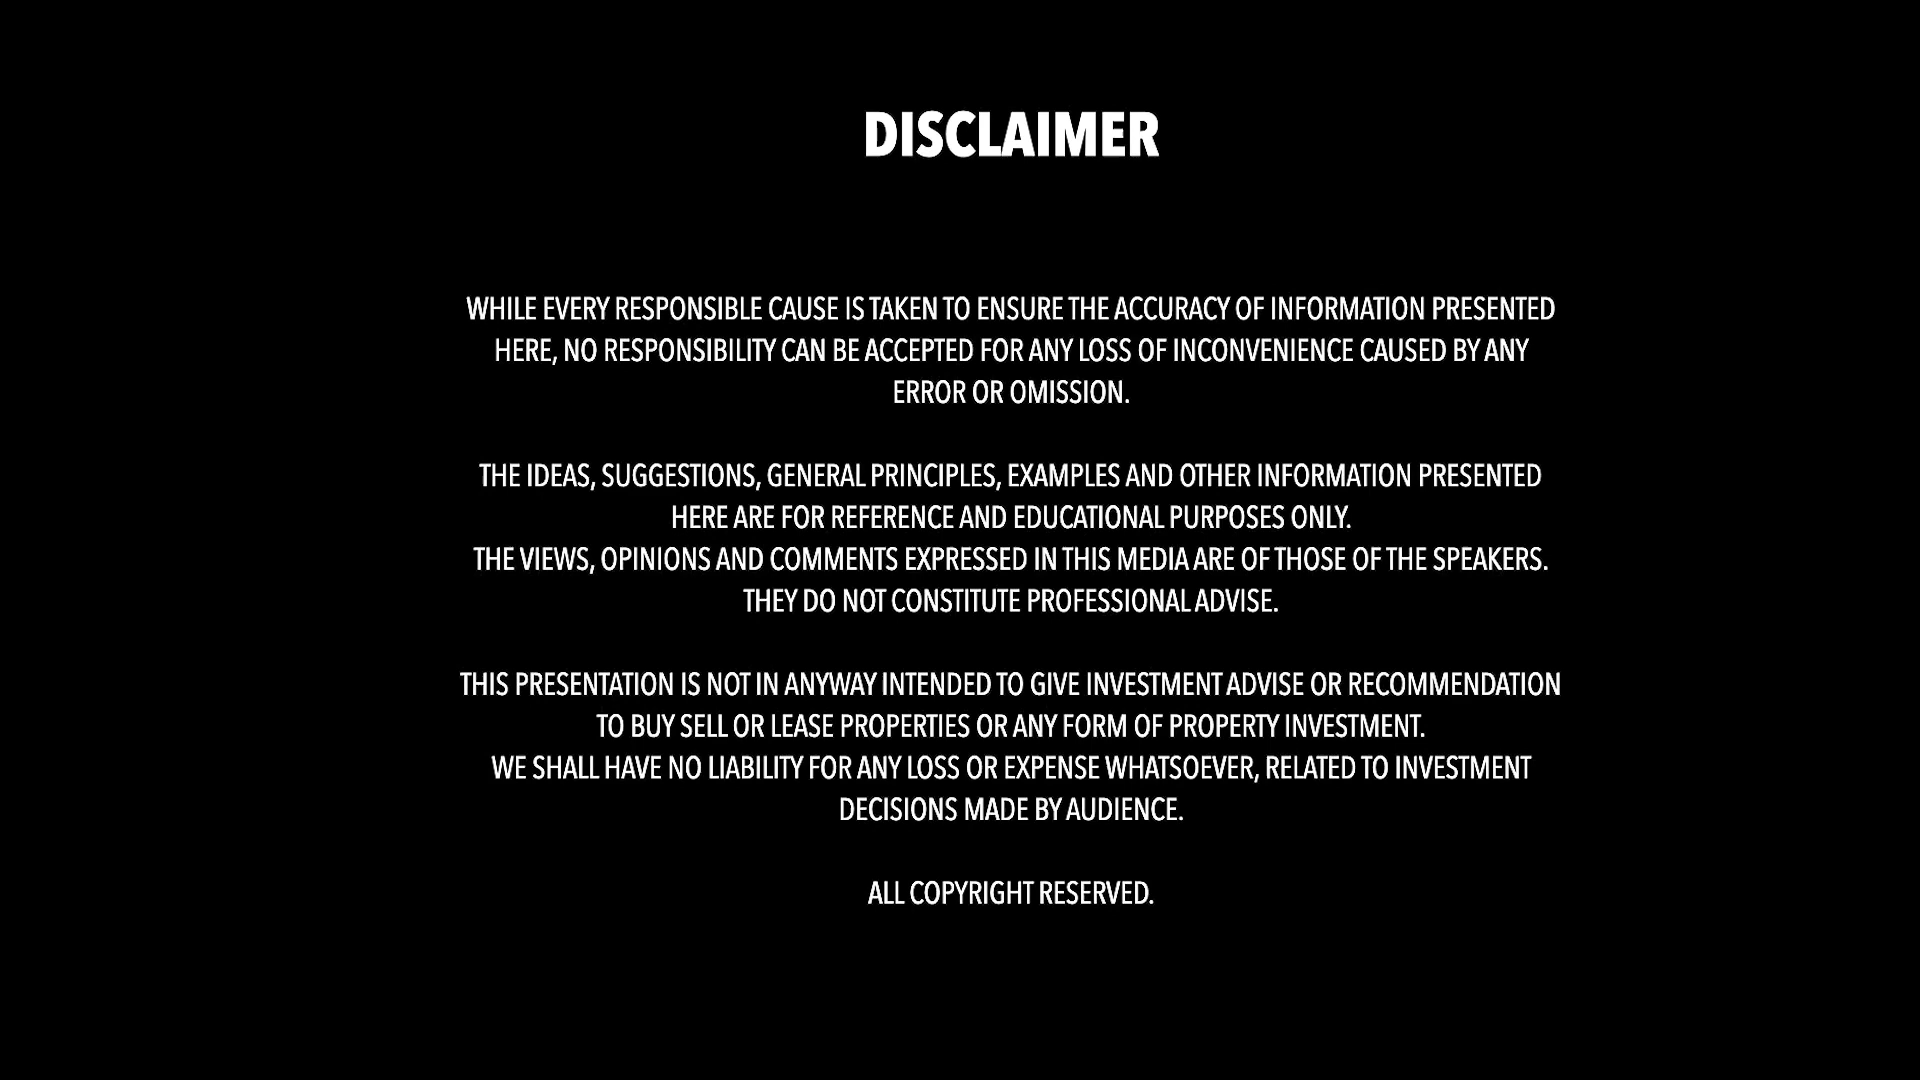 DISCLAIMER
WHILE EVERY RESPONSIBLE CAUSE IS TAKEN TO ENSURE THE ACCURACY OF INFORMATION PRESENTED
HERE, NO RESPONSIBILITY CAN BE ACCEPTED FOR ANY LOSS OF INCONVENIENCE CAUSED BY ANY
ERROR OR OMISSION.
THE IDEAS, SUGGESTIONS, GENERAL PRINCIPLES, EXAMPLES AND OTHER INFORMATION PRESENTED
HERE ARE FOR REFERENCE AND EDUCATIONAL PURPOSES ONLY.
THE VIEWS, OPINIONS AND COMMENTS EXPRESSED IN THIS MEDIA ARE OF THOSE OF THE SPEAKERS.
THEY DO NOT CONSTITUTE PROFESSIONAL ADVISE.
THIS PRESENTATION IS NOT IN ANYWAY INTENDED TO GIVE INVESTMENT ADVISE OR RECOMMENDATION
TO BUY SELL OR LEASE PROPERTIES OR ANY FORM OF PROPERTY INVESTMENT.
WE SHALL HAVE NO LIABILITY FOR ANY LOSS OR EXPENSE WHATSOEVER, RELATED TO INVESTMENT
DECISIONS MADE BY AUDIENCE.
ALL COPYRIGHT RESERVED.